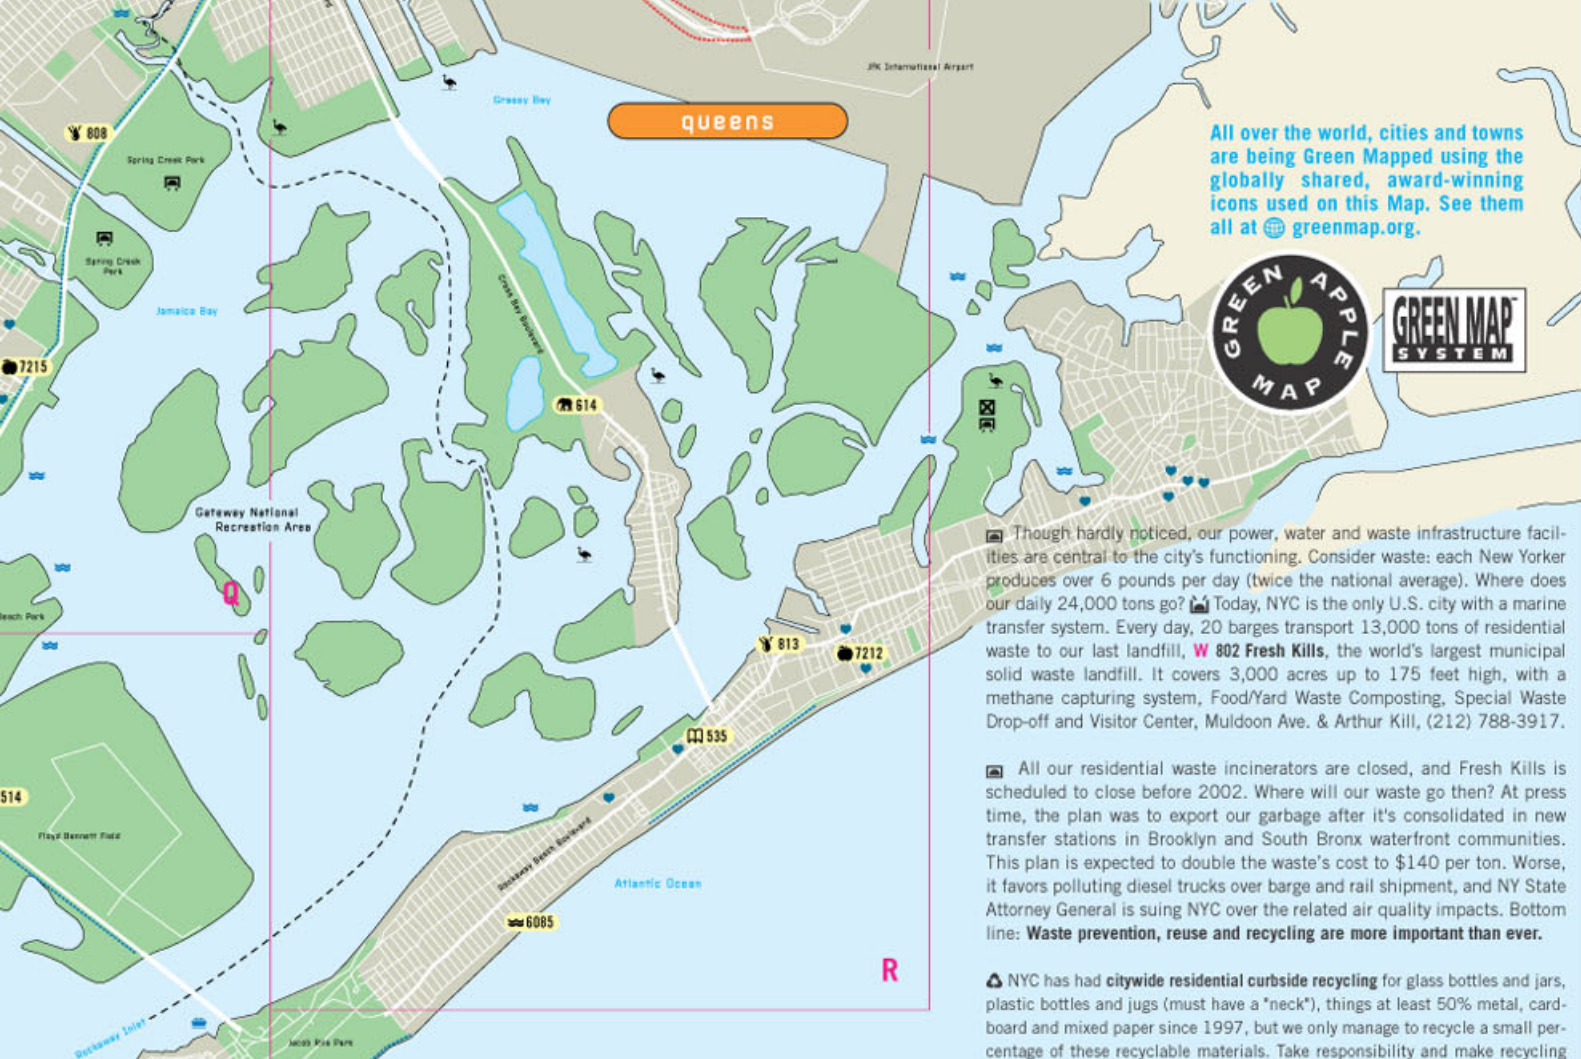 JFK International Airport
Grassy Bay
queens
808
Spring Creek Park
Spring Creek
Park
Jamaica Bay
Cross Bay Boulevard
7215
614
Gateway National
Recreation Area
Q
Beach Park
813
7212
535
514
Floyd Bennett Field
Rockaway Beach Boulevard
Atlantic Ocean
6085
R
Rockaway Inlet
Jacob Riis Park
All over the world, cities and towns
are being Green Mapped using the
globally shared, award-winning
icons used on this Map. See them
all at greenmap.org.
GREEN APPLE
MAP
GREEN MAP™
SYSTEM
Though hardly noticed, our power, water and waste infrastructure facil-
ities are central to the city's functioning. Consider waste: each New Yorker
produces over 6 pounds per day (twice the national average). Where does
our daily 24,000 tons go? Today, NYC is the only U.S. city with a marine
transfer system. Every day, 20 barges transport 13,000 tons of residential
waste to our last landfill, W 802 Fresh Kills, the world's largest municipal
solid waste landfill. It covers 3,000 acres up to 175 feet high, with a
methane capturing system, Food/Yard Waste Composting, Special Waste
Drop-off and Visitor Center, Muldoon Ave. & Arthur Kill, (212) 788-3917.
All our residential waste incinerators are closed, and Fresh Kills is
scheduled to close before 2002. Where will our waste go then? At press
time, the plan was to export our garbage after it's consolidated in new
transfer stations in Brooklyn and South Bronx waterfront communities.
This plan is expected to double the waste's cost to $140 per ton. Worse,
it favors polluting diesel trucks over barge and rail shipment, and NY State
Attorney General is suing NYC over the related air quality impacts. Bottom
line: Waste prevention, reuse and recycling are more important than ever.
NYC has had citywide residential curbside recycling for glass bottles and jars,
plastic bottles and jugs (must have a "neck"), things at least 50% metal, card-
board and mixed paper since 1997, but we only manage to recycle a small per-
centage of these recyclable materials. Take responsibility and make recycling